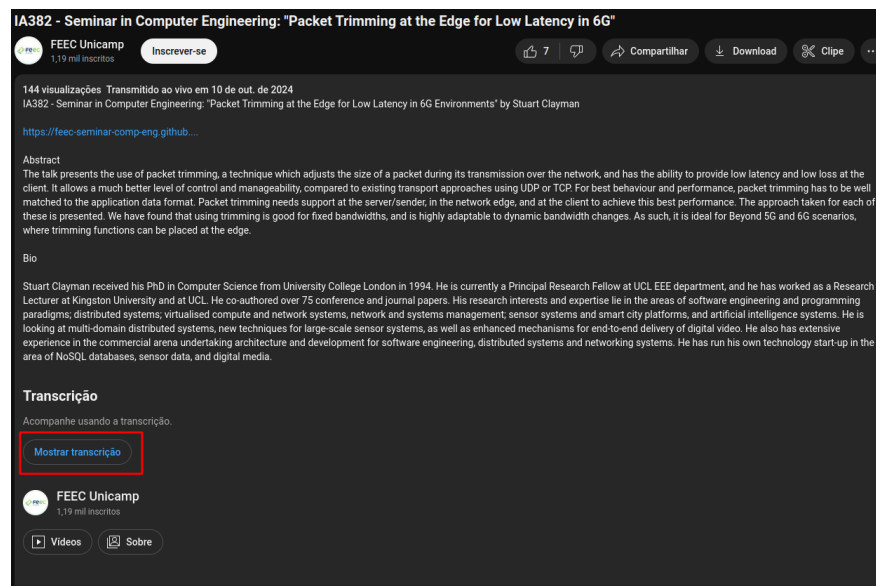 IA382 - Seminar in Computer Engineering: "Packet Trimming at the Edge for Low Latency in 6G"
FEEC Unicamp
1,19 mil inscritos
Inscrever-se
7
Compartilhar
Download
Clipe
144 visualizações Transmitido ao vivo em 10 de out. de 2024
IA382 - Seminar in Computer Engineering: "Packet Trimming at the Edge for Low Latency in 6G Environments" by Stuart Clayman
https://feec-seminar-comp-eng.github....
Abstract
The talk presents the use of packet trimming, a technique which adjusts the size of a packet during its transmission over the network, and has the ability to provide low latency and low loss at the
client. It allows a much better level of control and manageability, compared to existing transport approaches using UDP or TCP. For best behaviour and performance, packet trimming has to be well
matched to the application data format. Packet trimming needs support at the server/sender, in the network edge, and at the client to achieve this best performance. The approach taken for each of
these is presented. We have found that using trimming is good for fixed bandwidths, and is highly adaptable to dynamic bandwidth changes. As such, it is ideal for Beyond 5G and 6G scenarios,
where trimming functions can be placed at the edge.
Bio
Stuart Clayman received his PhD in Computer Science from University College London in 1994. He is currently a Principal Research Fellow at UCL EEE department, and he has worked as a Research
Lecturer at Kingston University and at UCL. He co-authored over 75 conference and journal papers. His research interests and expertise lie in the areas of software engineering and programming
paradigms; distributed systems; virtualised compute and network systems, network and systems management; sensor systems and smart city platforms, and artificial intelligence systems. He is
looking at multi-domain distributed systems, new techniques for large-scale sensor systems, as well as enhanced mechanisms for end-to-end delivery of digital video. He also has extensive
experience in the commercial arena undertaking architecture and development for software engineering, distributed systems and networking systems. He has run his own technology start-up in the
area of NoSQL databases, sensor data, and digital media.
Transcrição
Acompanhe usando a transcrição.
Mostrar transcrição
FEEC Unicamp
1,19 mil inscritos
Vídeos
Sobre